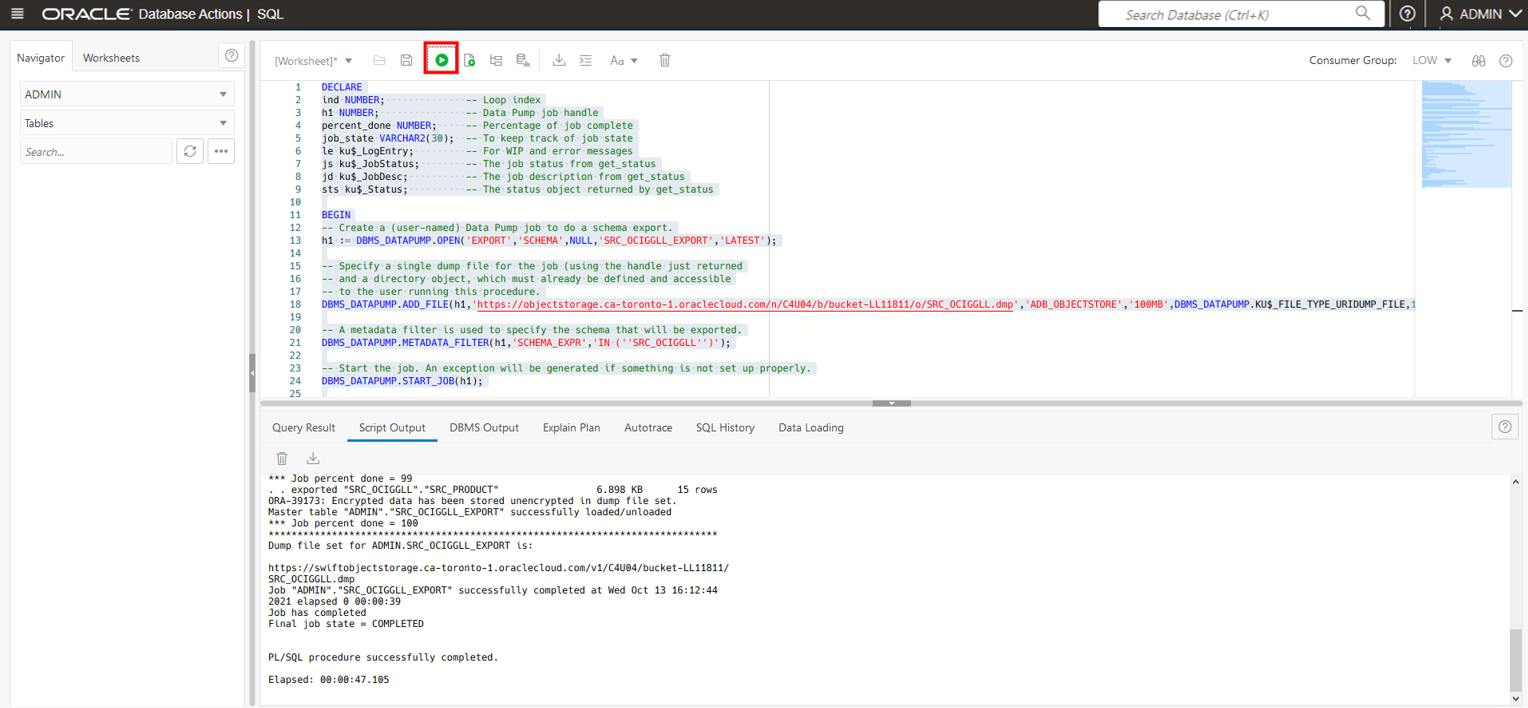 ORACLE Database Actions | SQL
Search Database (Ctrl+K)
ADMIN
Navigator
Worksheets
ADMIN
Tables
Search...
[Worksheet]*
Aa
Consumer Group:
LOW
1 DECLARE
2 ind NUMBER; -- Loop index
3 h1 NUMBER; -- Data Pump job handle
4 percent_done NUMBER; -- Percentage of job complete
5 job_state VARCHAR2(30); -- To keep track of job state
6 le ku$_LogEntry; -- For WIP and error messages
7 js ku$_JobStatus; -- The job status from get_status
8 jd ku$_JobDesc; -- The job description from get_status
9 sts ku$_Status; -- The status object returned by get_status
10
11 BEGIN
12 -- Create a (user-named) Data Pump job to do a schema export.
13 h1 := DBMS_DATAPUMP.OPEN('EXPORT','SCHEMA',NULL,'SRC_OCIGGLL_EXPORT','LATEST');
14
15 -- Specify a single dump file for the job (using the handle just returned
16 -- and a directory object, which must already be defined and accessible
17 -- to the user running this procedure.
18 DBMS_DATAPUMP.ADD_FILE(h1,'https://objectstorage.ca-toronto-1.oraclecloud.com/n/C4U04/b/bucket-LL11811/o/SRC_OCIGGLL.dmp','ADB_OBJECTSTORE','100MB',DBMS_DATAPUMP.KU$_FILE_TYPE_URIDUMP_FILE,1
19
20 -- A metadata filter is used to specify the schema that will be exported.
21 DBMS_DATAPUMP.METADATA_FILTER(h1,'SCHEMA_EXPR','IN (''SRC_OCIGGLL'')');
22
23 -- Start the job. An exception will be generated if something is not set up properly.
24 DBMS_DATAPUMP.START_JOB(h1);
25
Query Result
Script Output
DBMS Output
Explain Plan
Autotrace
SQL History
Data Loading
*** Job percent done = 99
. . exported "SRC_OCIGGLL"."SRC_PRODUCT" 6.898 KB 15 rows
ORA-39173: Encrypted data has been stored unencrypted in dump file set.
Master table "ADMIN"."SRC_OCIGGLL_EXPORT" successfully loaded/unloaded
*** Job percent done = 100
******************************************************************************
Dump file set for ADMIN.SRC_OCIGGLL_EXPORT is:
https://swiftobjectstorage.ca-toronto-1.oraclecloud.com/v1/C4U04/bucket-LL11811/
SRC_OCIGGLL.dmp
Job "ADMIN"."SRC_OCIGGLL_EXPORT" successfully completed at Wed Oct 13 16:12:44
2021 elapsed 0 00:00:39
Job has completed
Final job state = COMPLETED
PL/SQL procedure successfully completed.
Elapsed: 00:00:47.105